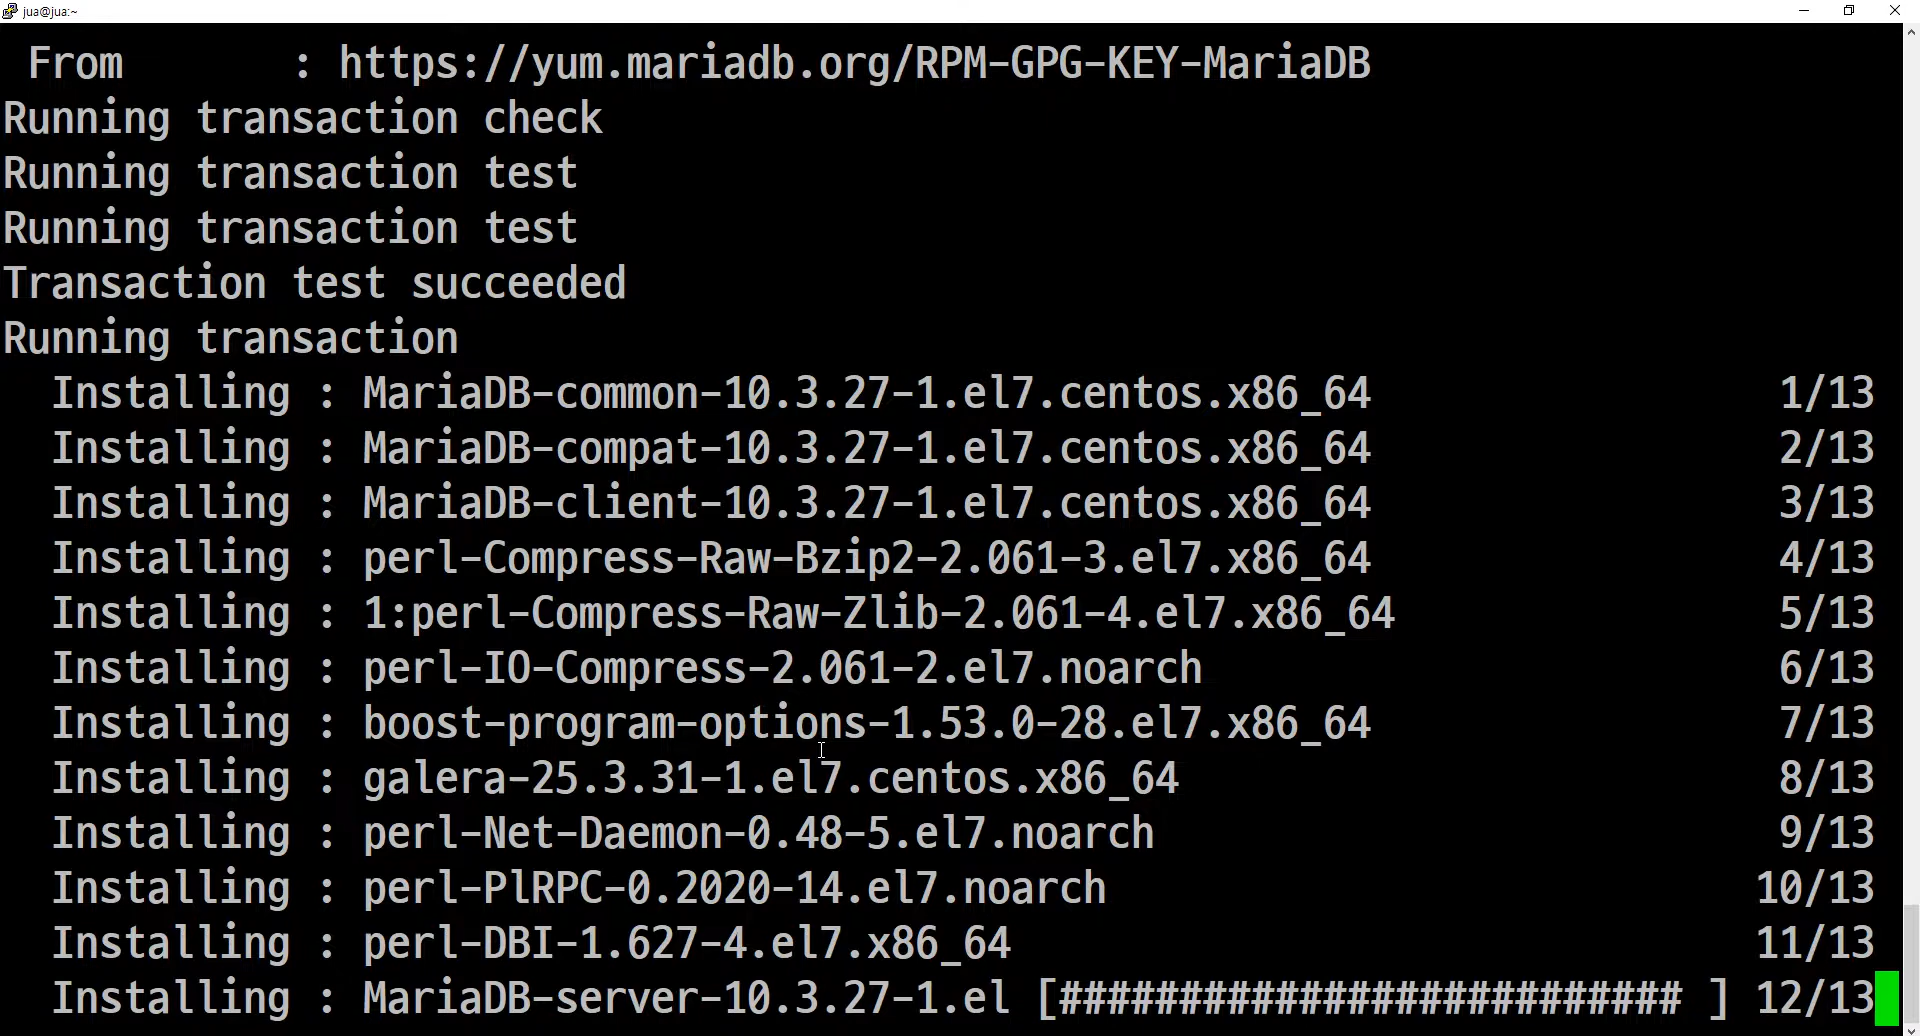 jua@jua:~
From       : https://yum.mariadb.org/RPM-GPG-KEY-MariaDB
Running transaction check
Running transaction test
Running transaction test
Transaction test succeeded
Running transaction
  Installing : MariaDB-common-10.3.27-1.el7.centos.x86_64                 1/13
  Installing : MariaDB-compat-10.3.27-1.el7.centos.x86_64                 2/13
  Installing : MariaDB-client-10.3.27-1.el7.centos.x86_64                 3/13
  Installing : perl-Compress-Raw-Bzip2-2.061-3.el7.x86_64                 4/13
  Installing : 1:perl-Compress-Raw-Zlib-2.061-4.el7.x86_64                5/13
  Installing : perl-IO-Compress-2.061-2.el7.noarch                        6/13
  Installing : boost-program-options-1.53.0-28.el7.x86_64                 7/13
  Installing : galera-25.3.31-1.el7.centos.x86_64                         8/13
  Installing : perl-Net-Daemon-0.48-5.el7.noarch                          9/13
  Installing : perl-PlRPC-0.2020-14.el7.noarch                           10/13
  Installing : perl-DBI-1.627-4.el7.x86_64                               11/13
  Installing : MariaDB-server-10.3.27-1.el [########################## ] 12/13